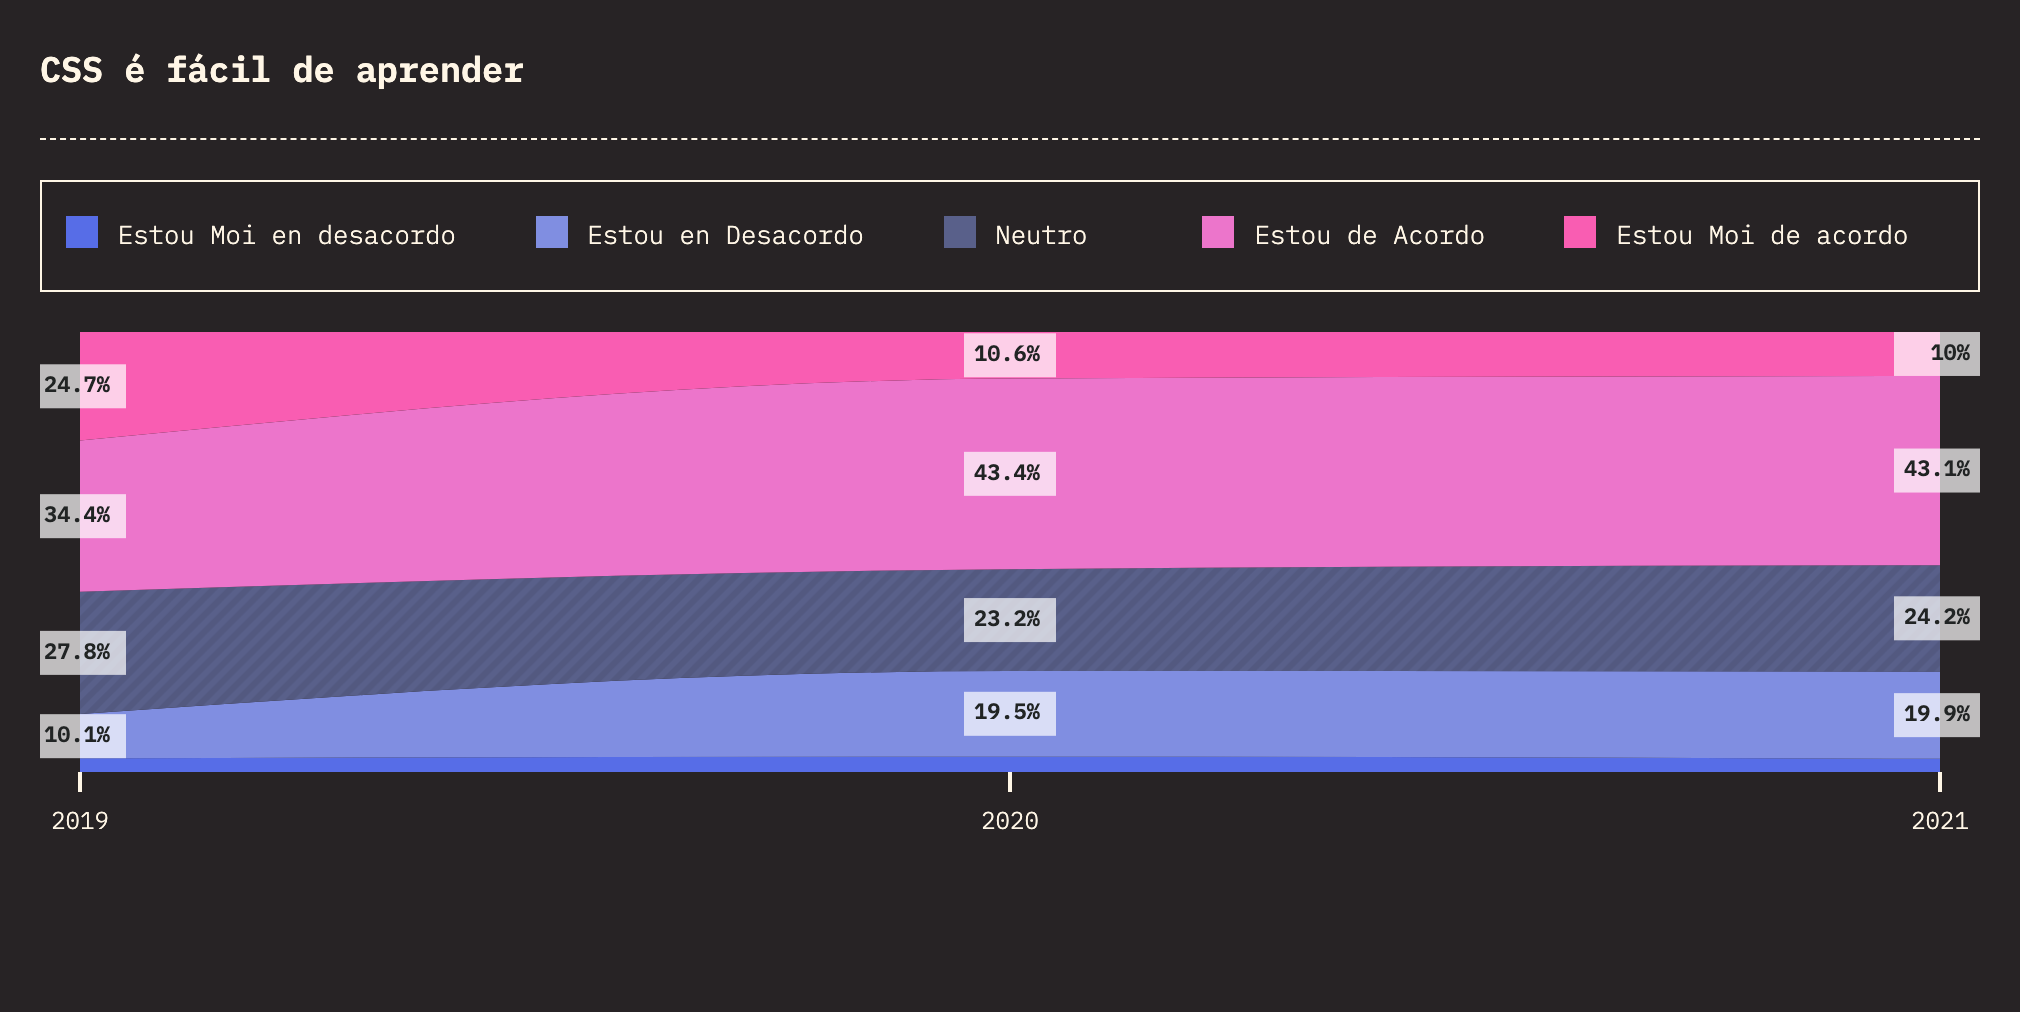 CSS é fácil de aprender
Estou Moi en desacordo
Estou en Desacordo
Neutro
Estou de Acordo
Estou Moi de acordo
24.7%
34.4%
27.8%
10.1%
10.6%
43.4%
23.2%
19.5%
10%
43.1%
24.2%
19.9%
2019
2020
2021